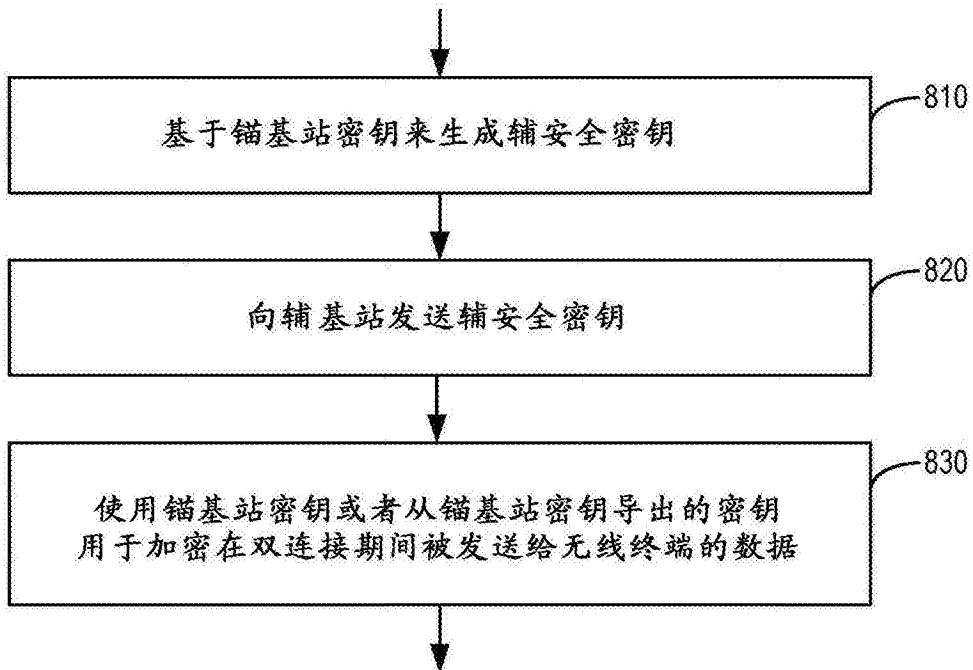 810
基于锚基站密钥来生成辅安全密钥
820
向辅基站发送辅安全密钥
830
使用锚基站密钥或者从锚基站密钥导出的密钥
用于加密在双连接期间被发送给无线终端的数据